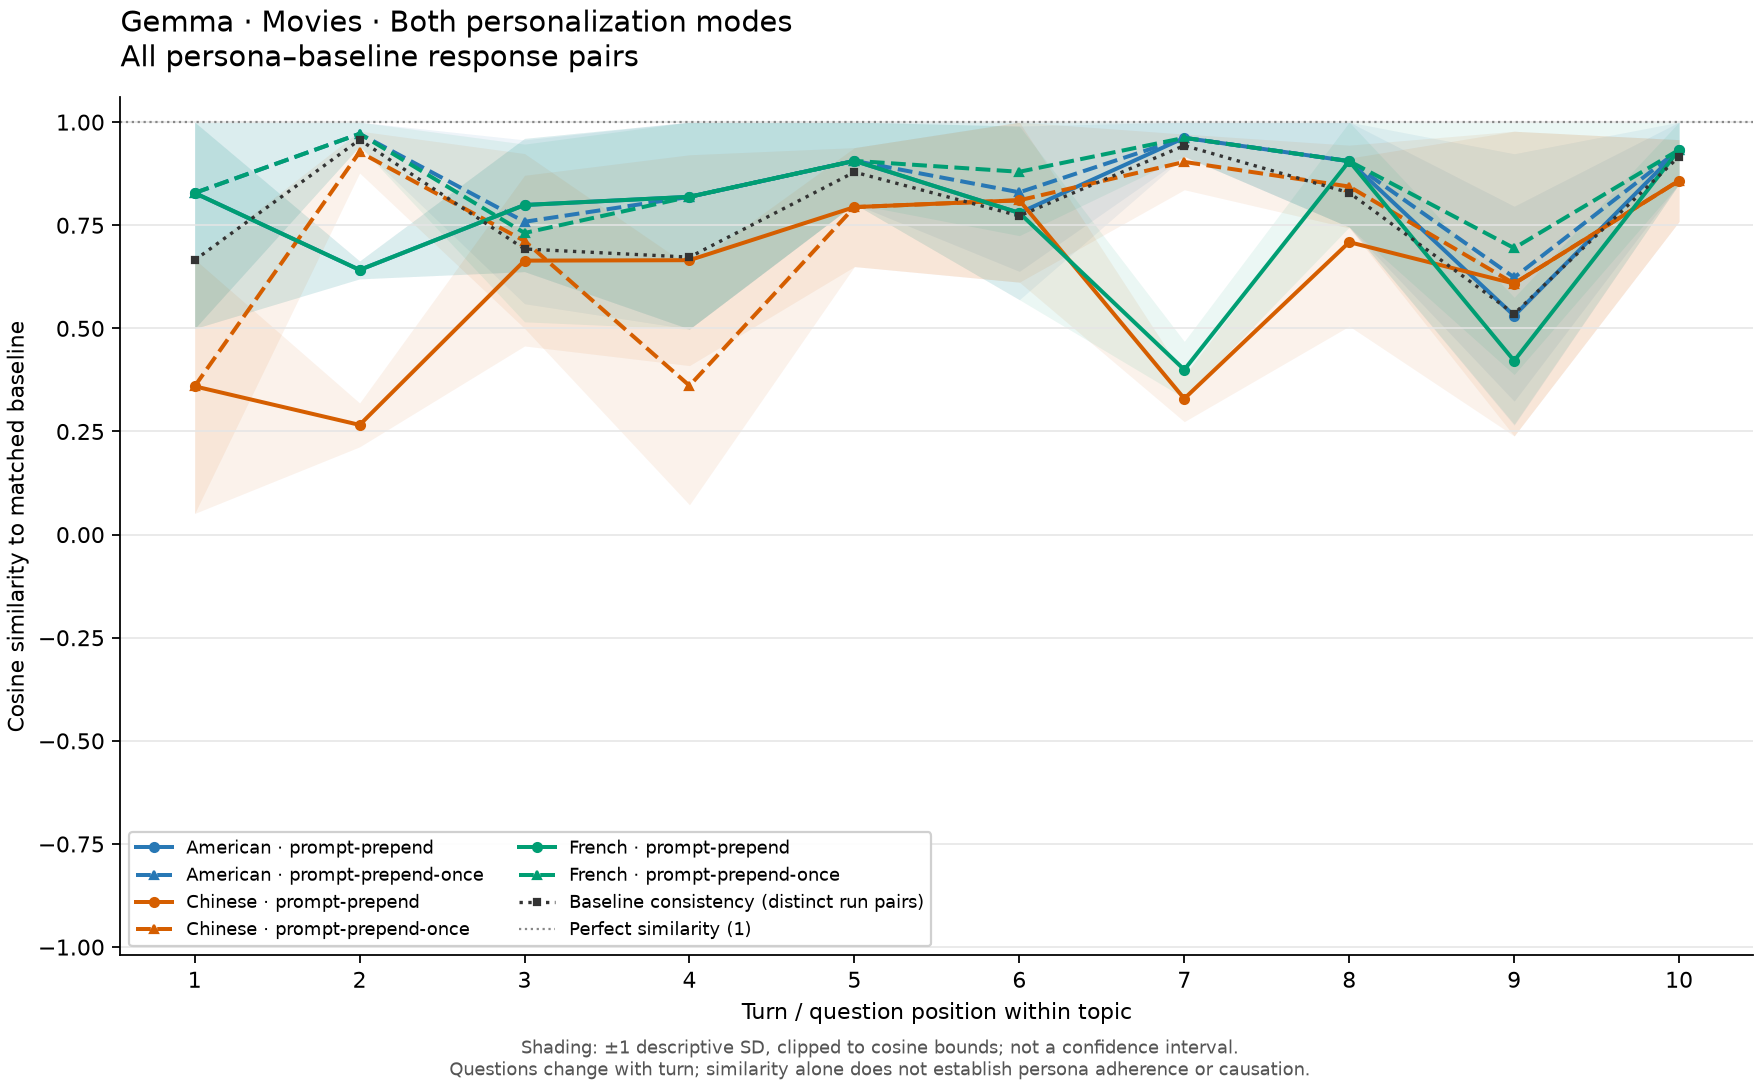 Gemma · Movies · Both personalization modes
All persona–baseline response pairs
Cosine similarity to matched baseline
1.00
0.75
0.50
0.25
0.00
−0.25
−0.50
−0.75
−1.00
American · prompt-prepend
American · prompt-prepend-once
Chinese · prompt-prepend
Chinese · prompt-prepend-once
French · prompt-prepend
French · prompt-prepend-once
Baseline consistency (distinct run pairs)
Perfect similarity (1)
1 2 3 4 5 6 7 8 9 10
Turn / question position within topic
Shading: ±1 descriptive SD, clipped to cosine bounds; not a confidence interval.
Questions change with turn; similarity alone does not establish persona adherence or causation.